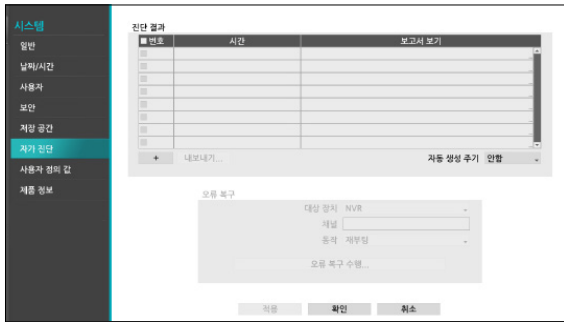 시스템
일반
날짜/시간
사용자
보안
저장 공간
자가 진단
사용자 정의 값
제품 정보
진단 결과
번호 시간 보고서 보기
+ 내보내기... 자동 생성 주기 안함
오류 복구
대상 장치 NVR
채널
동작 재부팅
오류 복구 수행...
적용 확인 취소